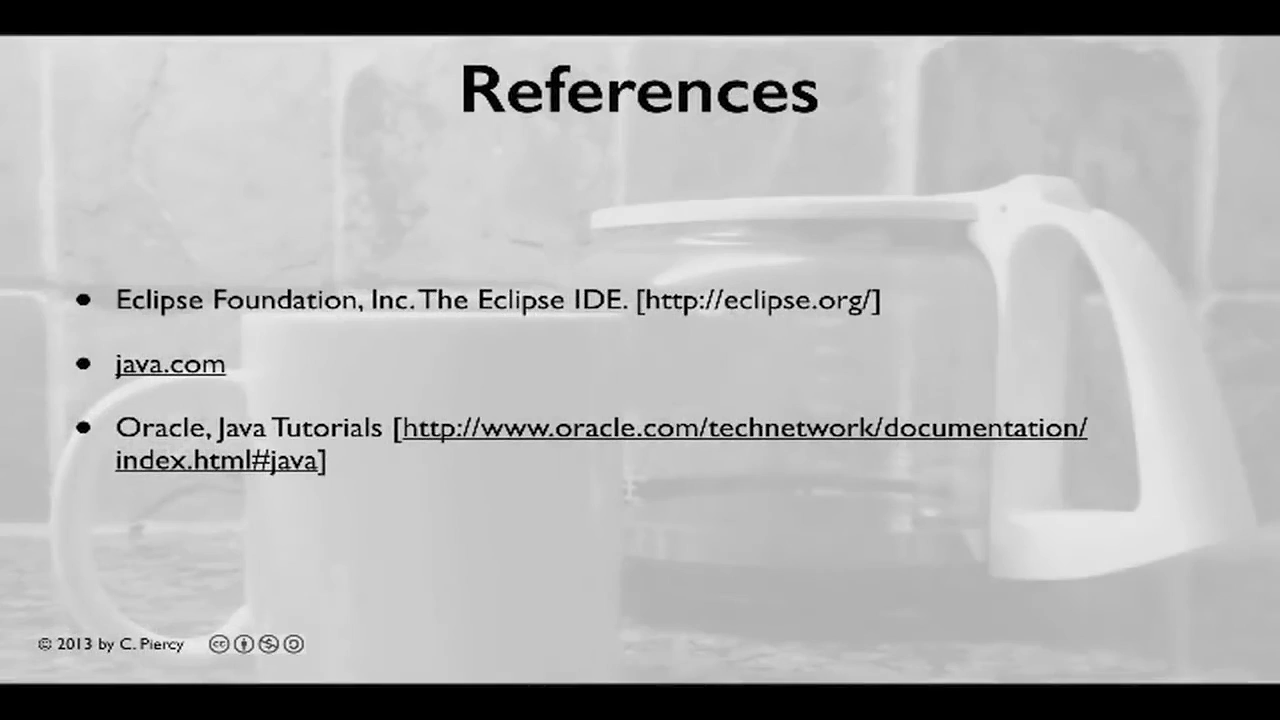 References
• Eclipse Foundation, Inc. The Eclipse IDE. [http://eclipse.org/]
• java.com
• Oracle, Java Tutorials [http://www.oracle.com/technetwork/documentation/
index.html#java]
© 2013 by C. Piercy